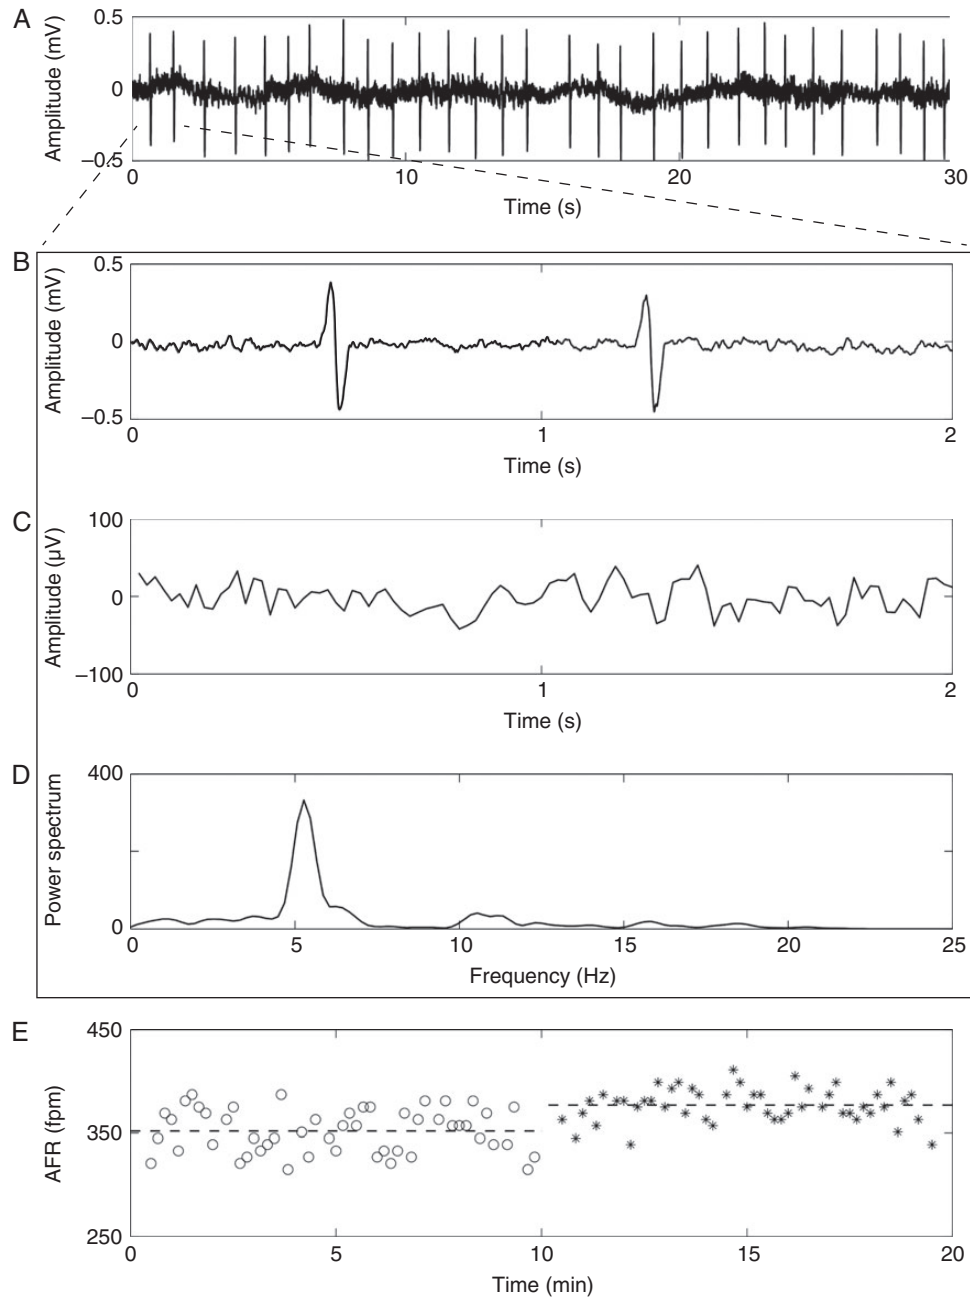 A
Amplitude (mV)
0.5
0
−0.5
0
10
20
30
Time (s)
B
Amplitude (mV)
0.5
0
−0.5
0
1
2
Time (s)
C
Amplitude (μV)
100
0
−100
0
1
2
Time (s)
D
Power spectrum
400
0
0
5
10
15
20
25
Frequency (Hz)
E
AFR (fpm)
450
350
250
0
5
10
15
20
Time (min)